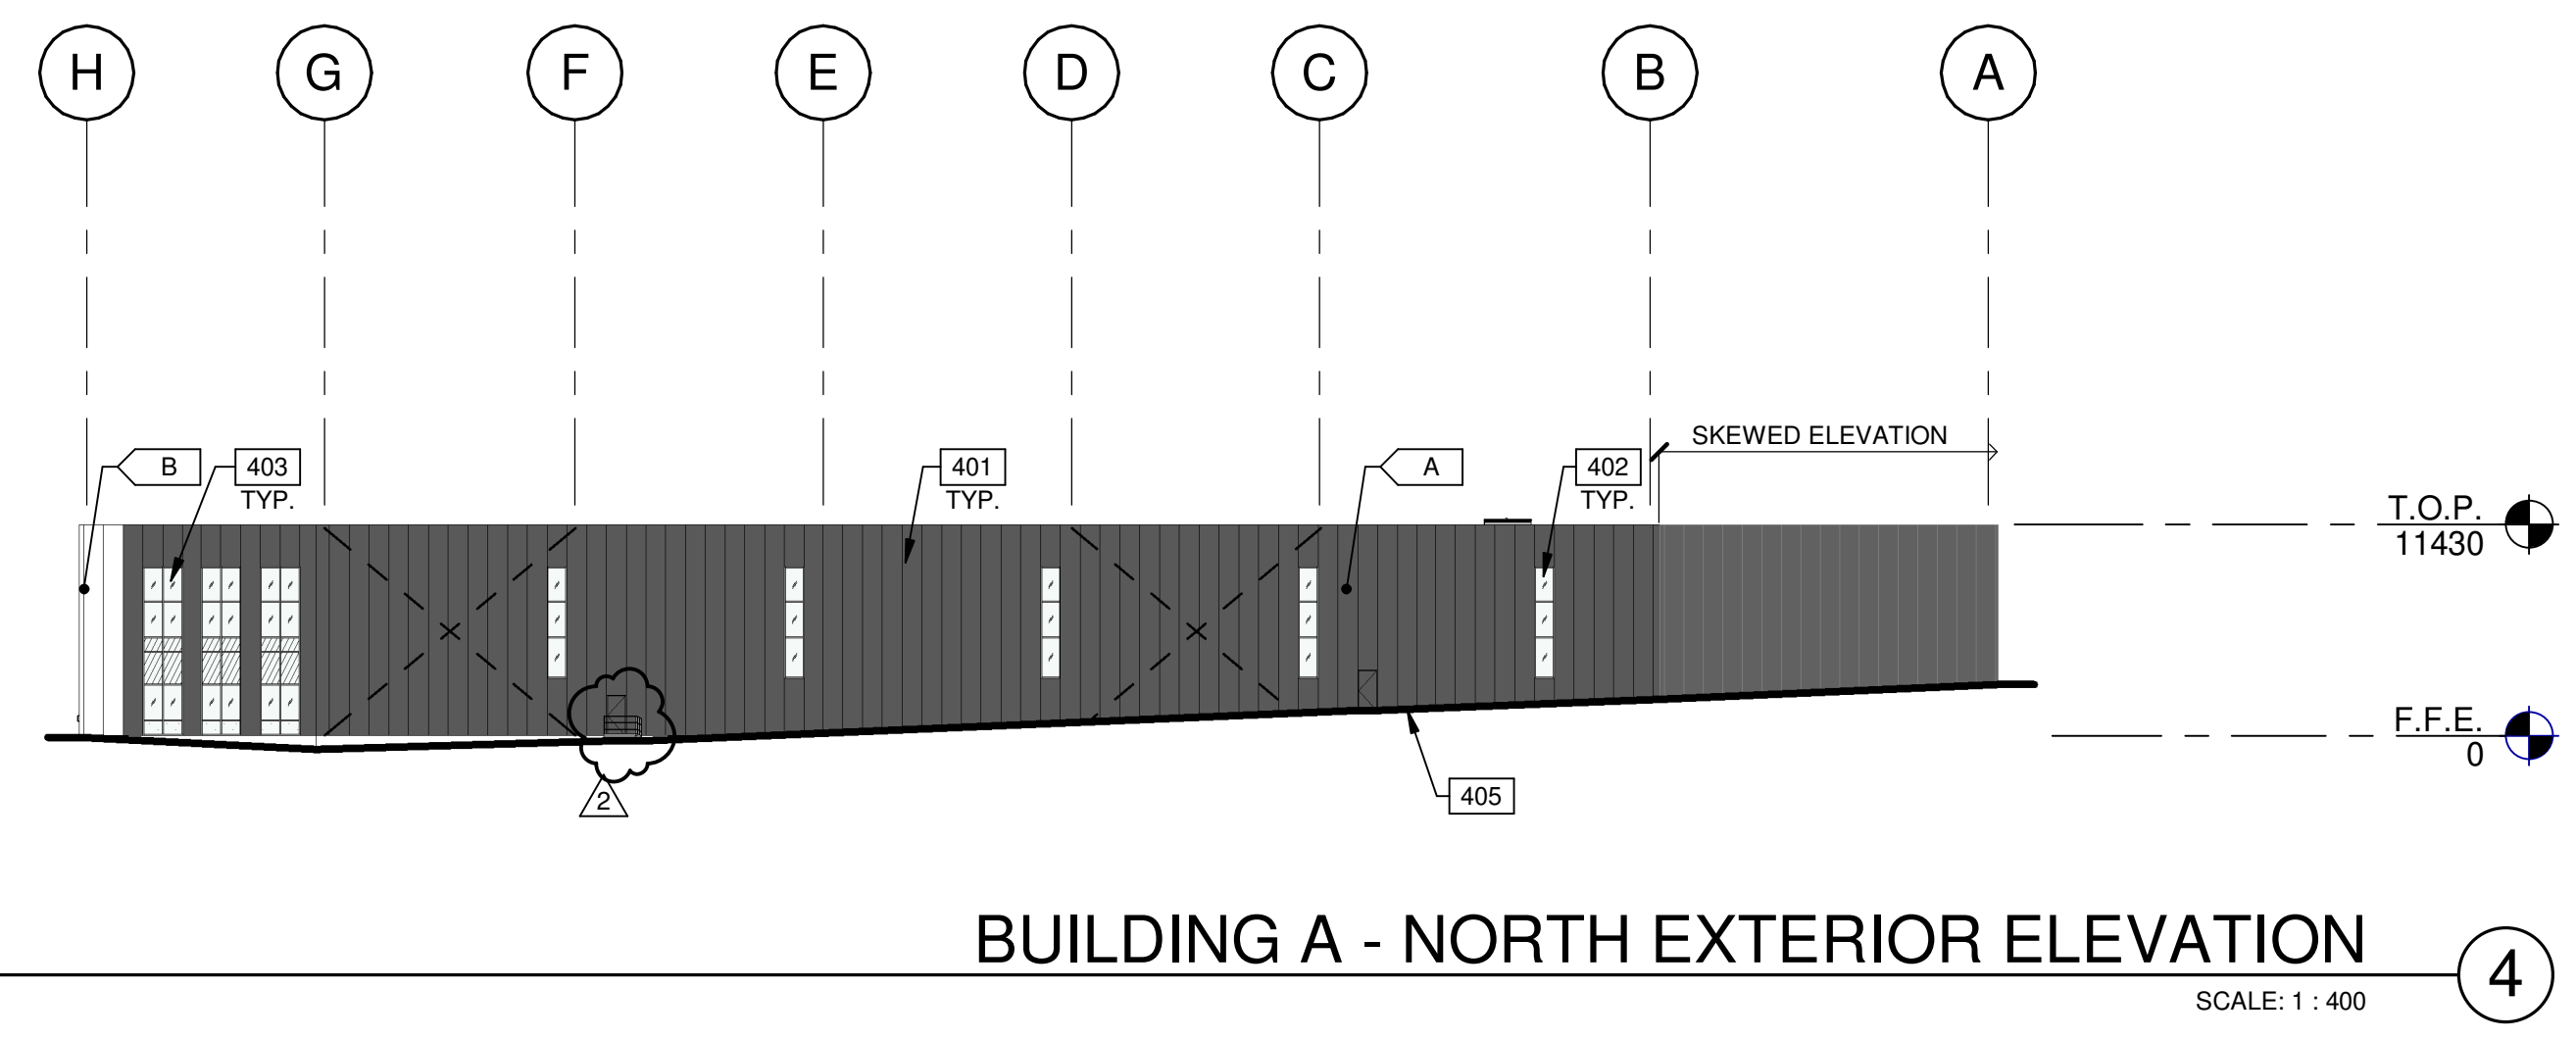 H G F E D C B A
SKEWED ELEVATION
B 403 401 A 402
TYP. TYP. TYP.
T.O.P.
11430
F.F.E.
0
2
405
BUILDING A - NORTH EXTERIOR ELEVATION
4
SCALE: 1 : 400